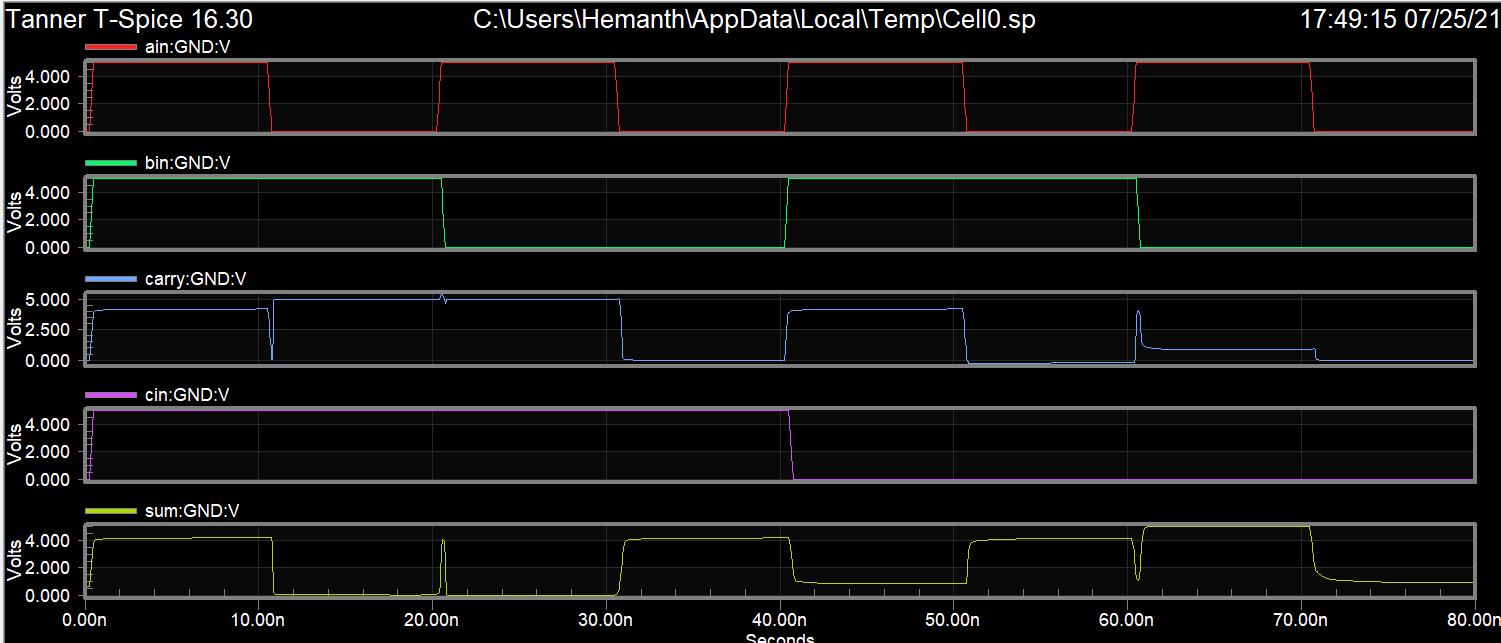 Tanner T-Spice 16.30 C:\Users\Hemanth\AppData\Local\Temp\Cell0.sp 17:49:15 07/25/21
ain:GND:V
Volts
4.000
2.000
0.000
bin:GND:V
Volts
4.000
2.000
0.000
carry:GND:V
Volts
5.000
2.500
0.000
cin:GND:V
Volts
4.000
2.000
0.000
sum:GND:V
Volts
4.000
2.000
0.000
0.00n 10.00n 20.00n 30.00n 40.00n 50.00n 60.00n 70.00n 80.00n
Seconds